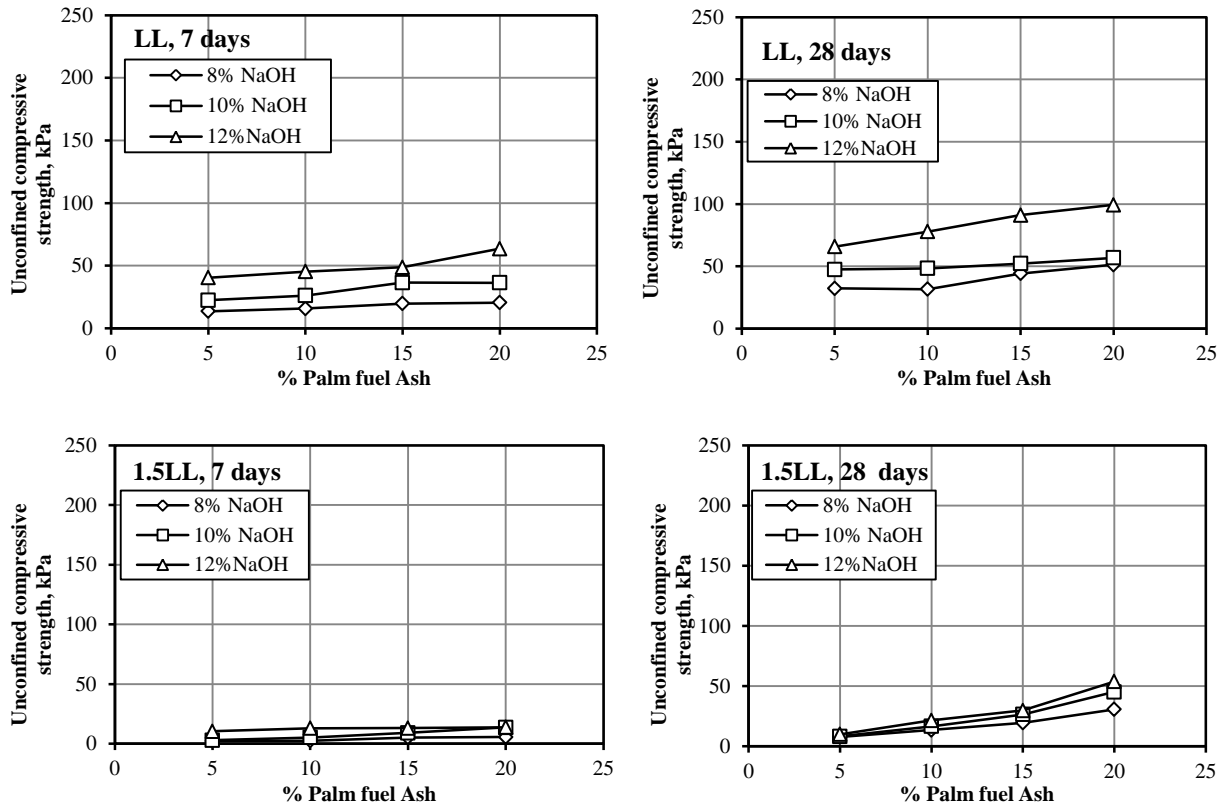 250
200
150
100
50
0
Unconfined compressive
strength, kPa
LL, 7 days
8% NaOH
10% NaOH
12%NaOH
0 5 10 15 20 25
% Palm fuel Ash
250
200
150
100
50
0
Unconfined compressive
strength, kPa
LL, 28 days
8% NaOH
10% NaOH
12%NaOH
0 5 10 15 20 25
% Palm fuel Ash
250
200
150
100
50
0
Unconfined compressive
strength, kPa
1.5LL, 7 days
8% NaOH
10% NaOH
12%NaOH
0 5 10 15 20 25
% Palm fuel Ash
250
200
150
100
50
0
Unconfined compressive
strength, kPa
1.5LL, 28 days
8% NaOH
10% NaOH
12%NaOH
0 5 10 15 20 25
% Palm fuel Ash